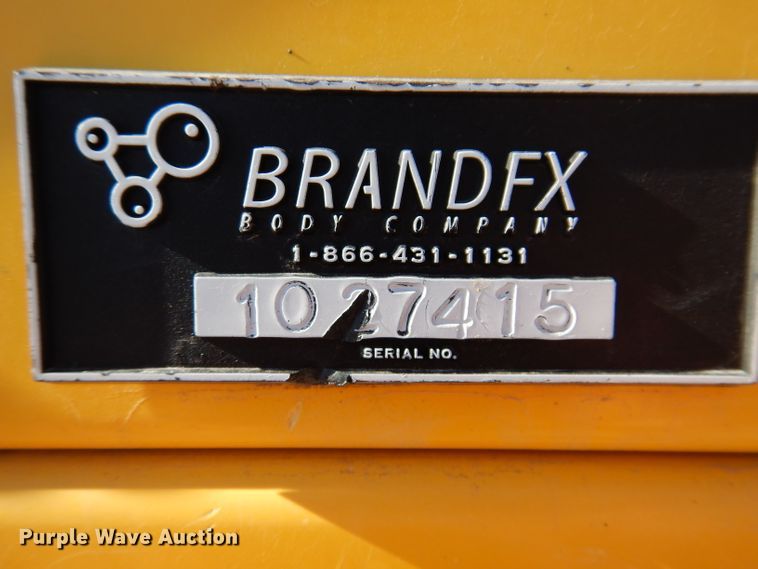 BRANDFX
BODY COMPANY
1-866-431-1131
1027415
SERIAL NO.
Purple Wave Auction